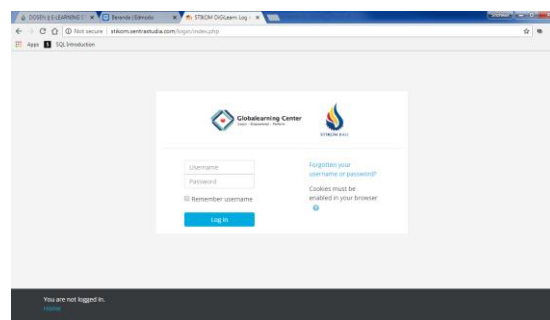 DOSEN || E-LEARNING S
Beranda | Edmodo
STIKOM DiGiLearn: Log i
Not secure | stikom.sentrastudia.com/login/index.php
Apps
SQL Introduction
Globalearning Center
STIKOM BALI
Username
Password
Remember username
Log in
Forgotten your
username or password?
Cookies must be
enabled in your browser
You are not logged in.
Home